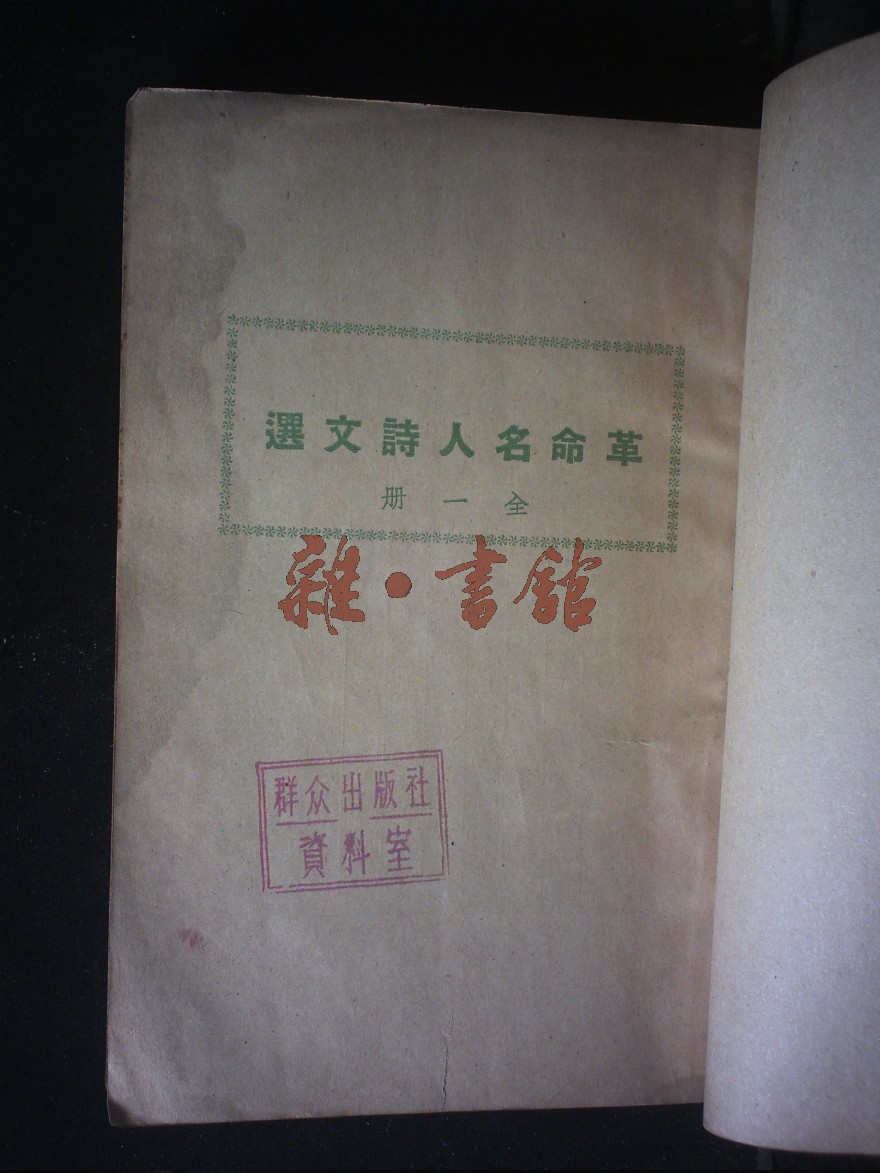 革命名人詩文選
全一册
雜·書館
群众出版社
資料室